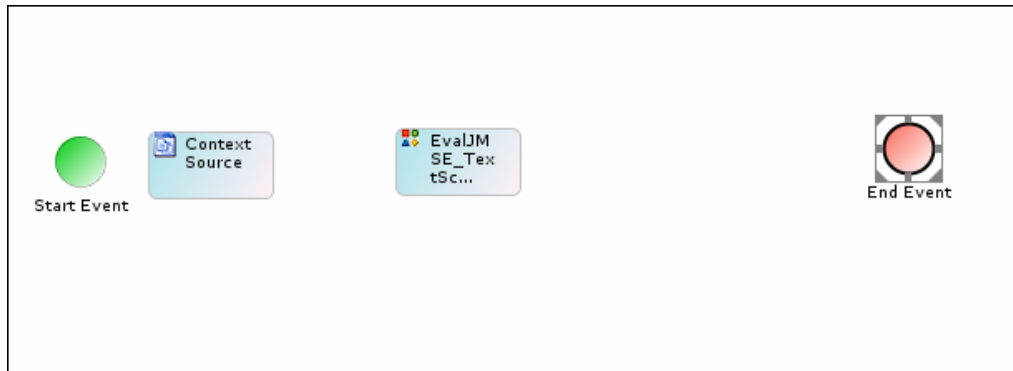 Start Event
Context
Source
EvalJM
SE_Tex
tSc...
End Event